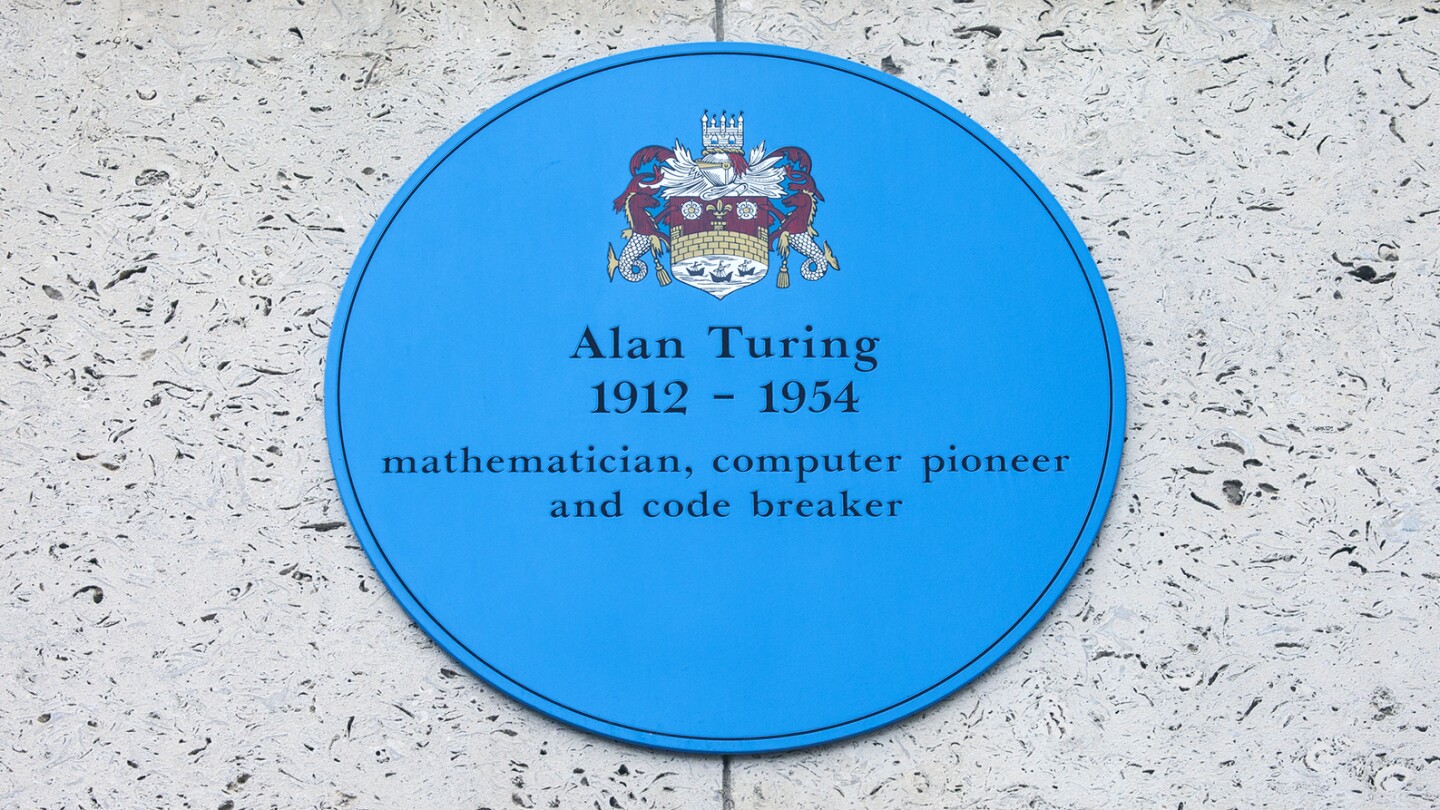 Alan Turing
1912 - 1954
mathematician, computer pioneer
and code breaker